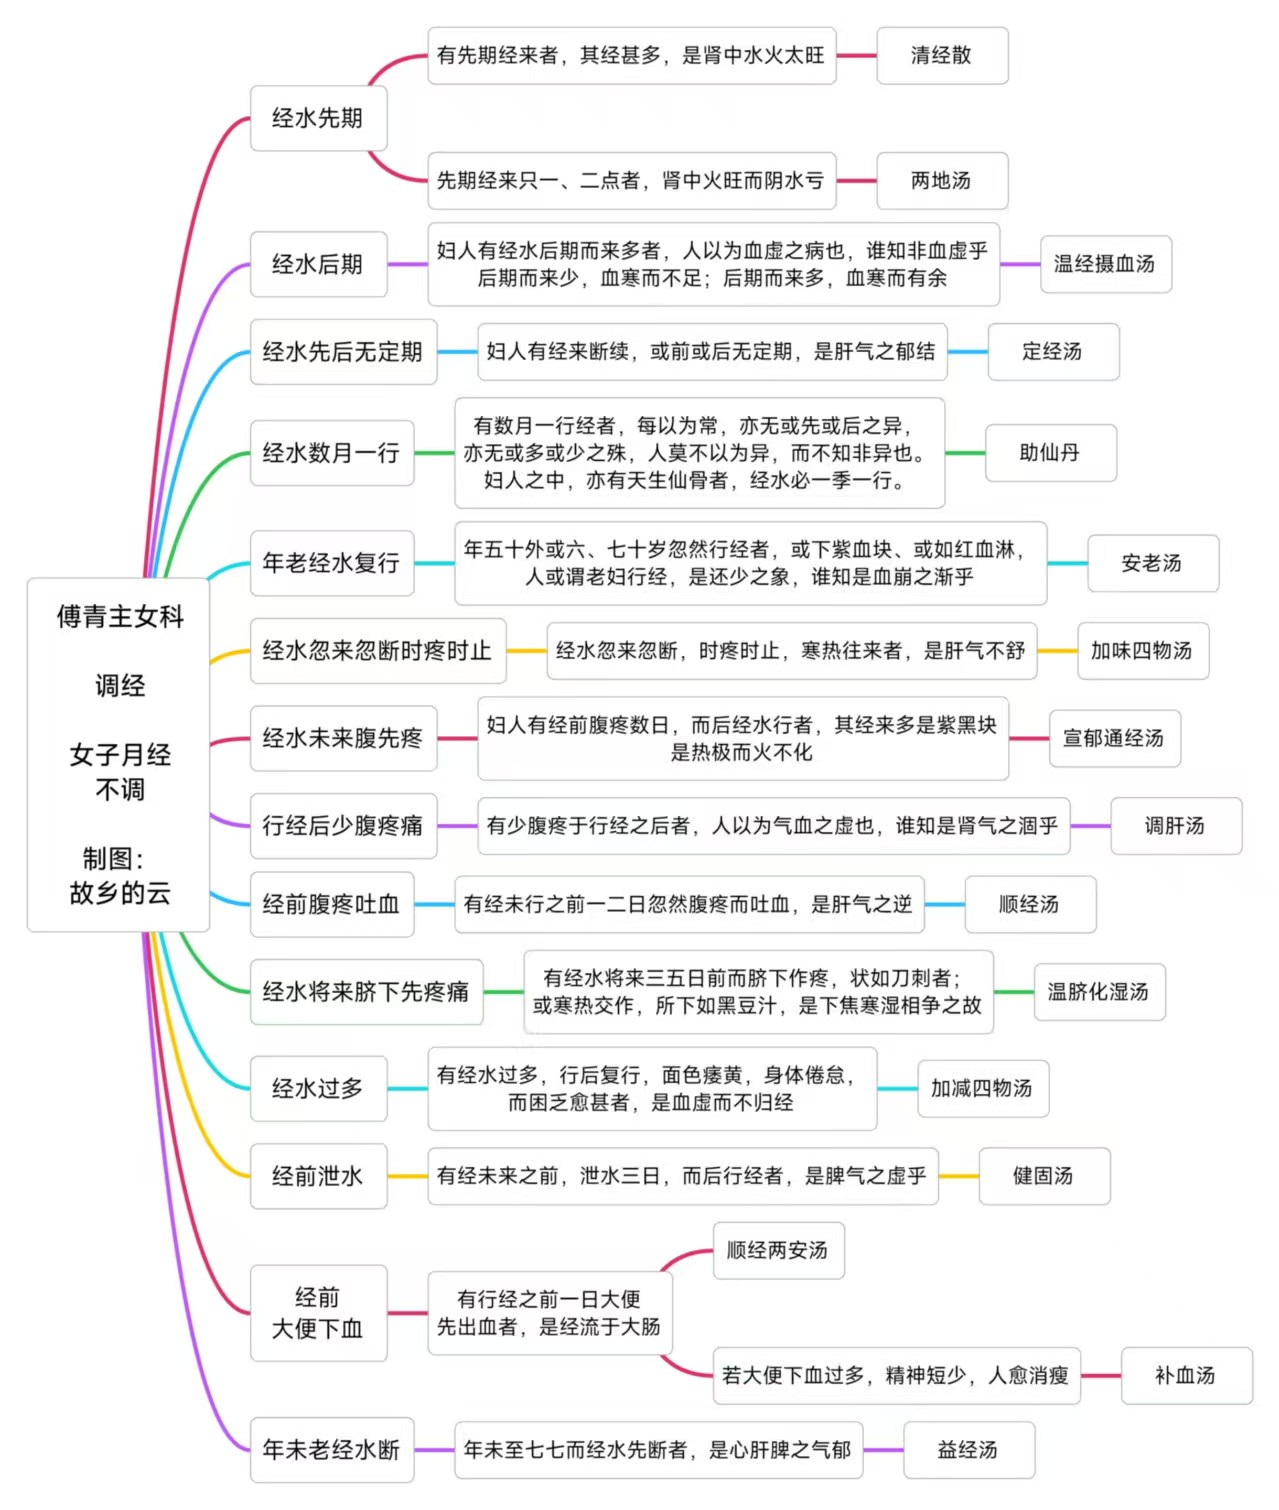 傅青主女科
调经
女子月经
不调
制图：
故乡的云
经水先期
有先期经来者，其经甚多，是肾中水火太旺
清经散
先期经来只一、二点者，肾中火旺而阴水亏
两地汤
经水后期
妇人有经水后期而来多者，人以为血虚之病也，谁知非血虚乎
后期而来少，血寒而不足；后期而来多，血寒而有余
温经摄血汤
经水先后无定期
妇人有经来断续，或前或后无定期，是肝气之郁结
定经汤
经水数月一行
有数月一行经者，每以为常，亦无或先或后之异，
亦无或多或少之殊，人莫不以为异，而不知非异也。
妇人之中，亦有天生仙骨者，经水必一季一行。
助仙丹
年老经水复行
年五十外或六、七十岁忽然行经者，或下紫血块、或如红血淋，
人或谓老妇行经，是还少之象，谁知是血崩之渐乎
安老汤
经水忽来忽断时疼时止
经水忽来忽断，时疼时止，寒热往来者，是肝气不舒
加味四物汤
经水未来腹先疼
妇人有经前腹疼数日，而后经水行者，其经来多是紫黑块
是热极而火不化
宣郁通经汤
行经后少腹疼痛
有少腹疼于行经之后者，人以为气血之虚也，谁知是肾气之涸乎
调肝汤
经前腹疼吐血
有经未行之前一二日忽然腹疼而吐血，是肝气之逆
顺经汤
经水将来脐下先疼痛
有经水将来三五日前而脐下作疼，状如刀刺者；
或寒热交作，所下如黑豆汁，是下焦寒湿相争之故
温脐化湿汤
经水过多
有经水过多，行后复行，面色痿黄，身体倦怠，
而困乏愈甚者，是血虚而不归经
加减四物汤
经前泄水
有经未来之前，泄水三日，而后行经者，是脾气之虚乎
健固汤
经前
大便下血
有行经之前一日大便
先出血者，是经流于大肠
顺经两安汤
若大便下血过多，精神短少，人愈消瘦
补血汤
年未老经水断
年未至七七而经水先断者，是心肝脾之气郁
益经汤